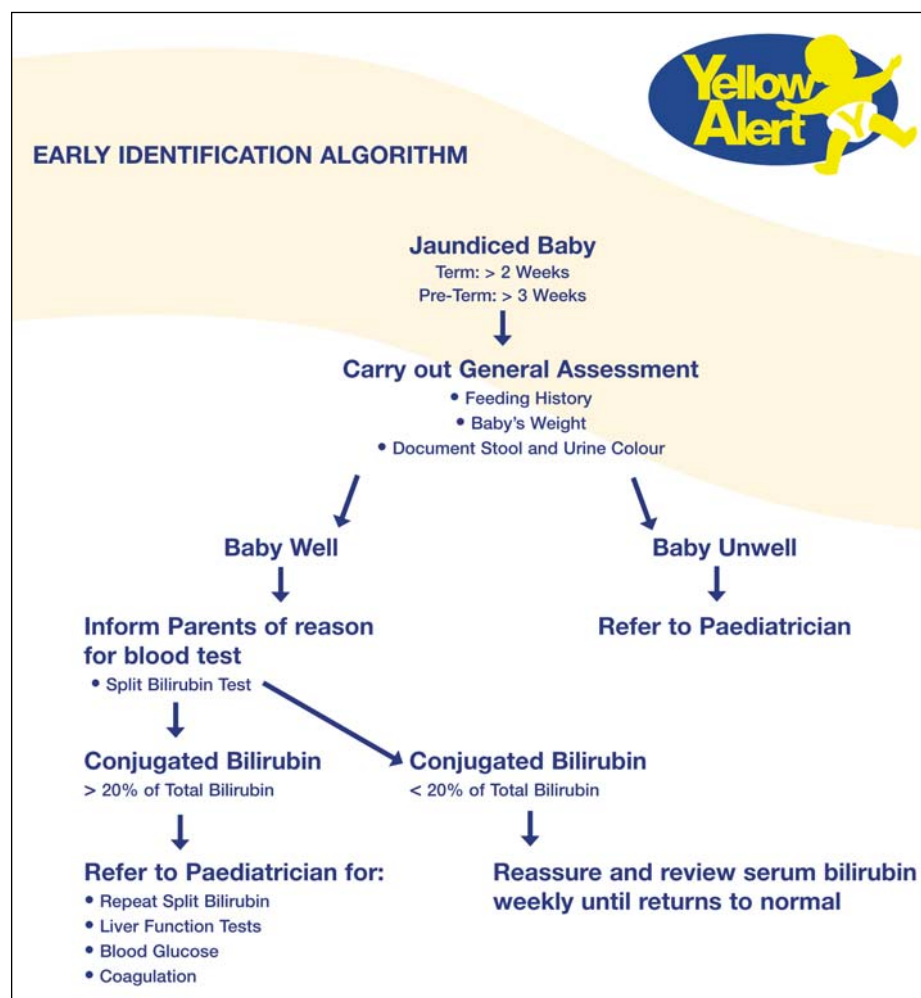 Yellow
Alert
Y
EARLY IDENTIFICATION ALGORITHM
Jaundiced Baby
Term: > 2 Weeks
Pre-Term: > 3 Weeks
Carry out General Assessment
• Feeding History
• Baby's Weight
• Document Stool and Urine Colour
Baby Well
Baby Unwell
Inform Parents of reason
for blood test
• Split Bilirubin Test
Refer to Paediatrician
Conjugated Bilirubin
> 20% of Total Bilirubin
Conjugated Bilirubin
< 20% of Total Bilirubin
Refer to Paediatrician for:
• Repeat Split Bilirubin
• Liver Function Tests
• Blood Glucose
• Coagulation
Reassure and review serum bilirubin
weekly until returns to normal